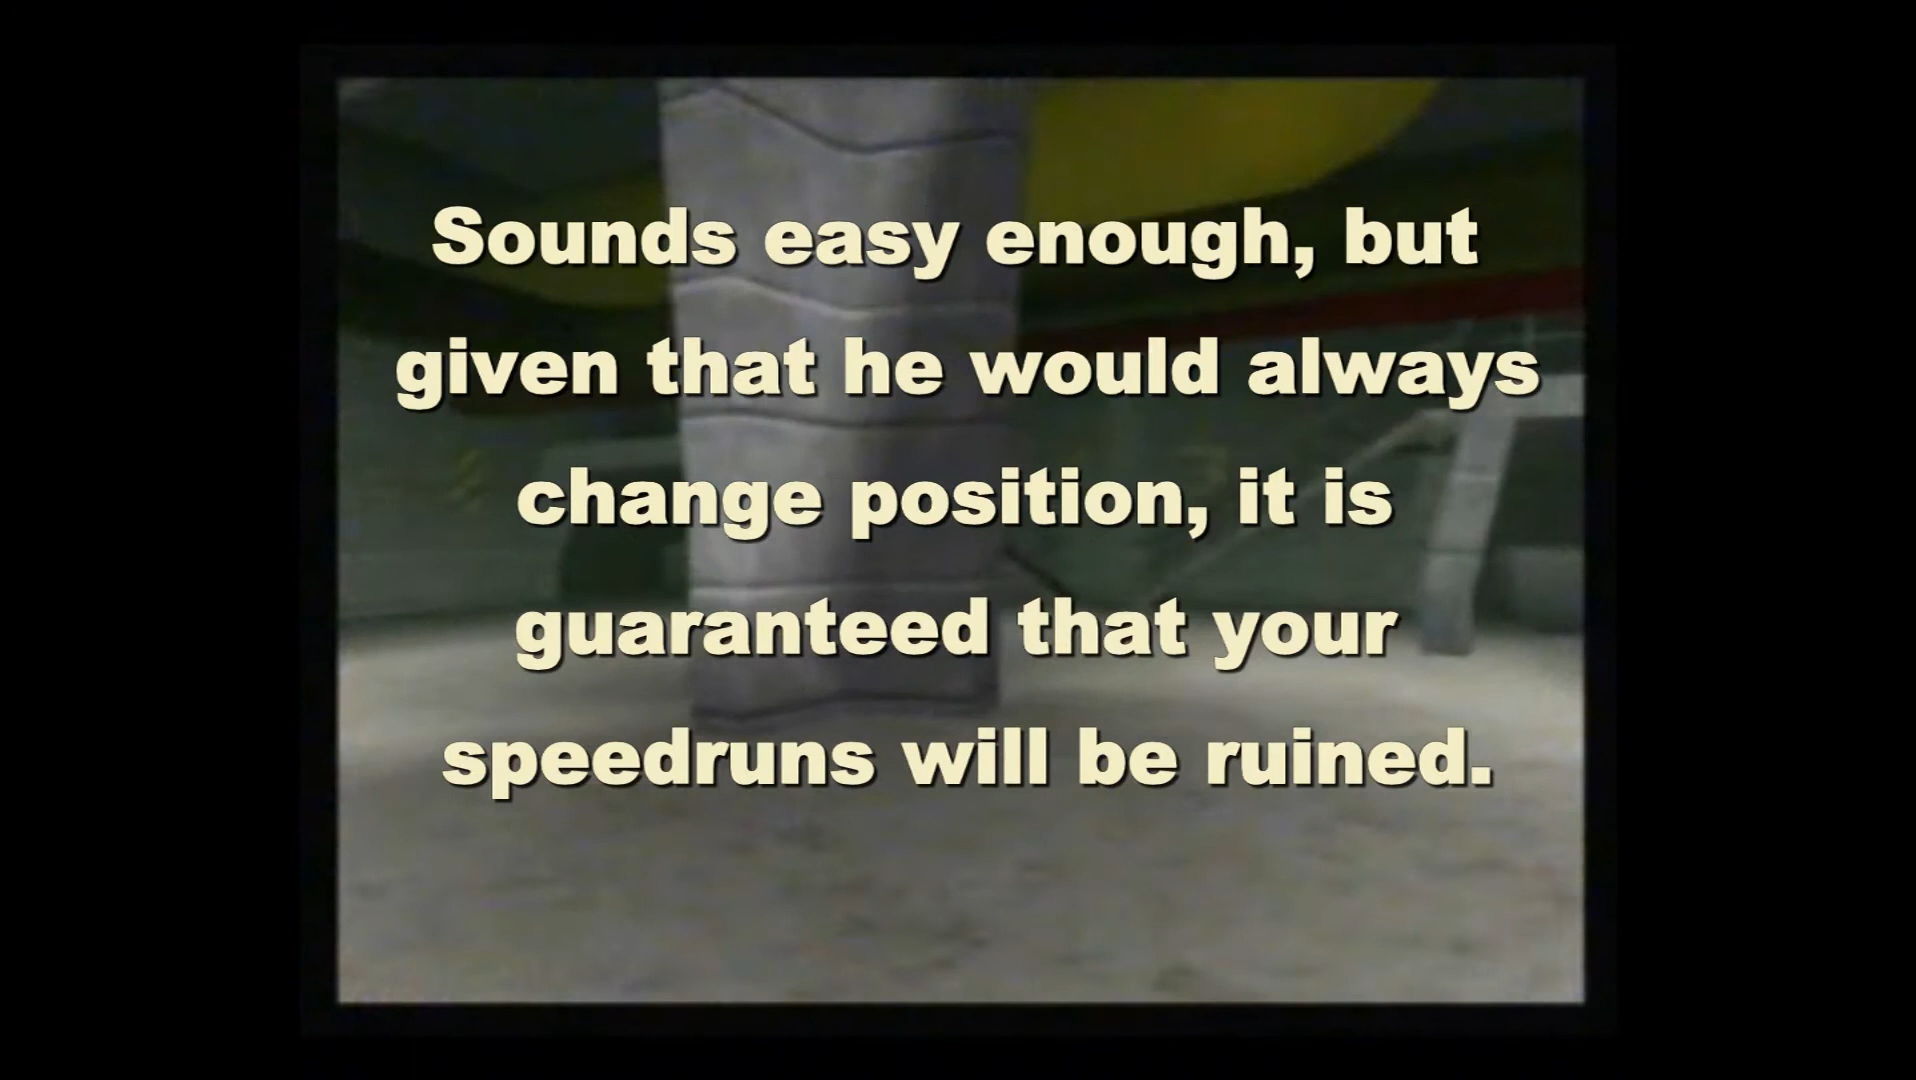 Sounds easy enough, but
given that he would always
change position, it is
guaranteed that your
speedruns will be ruined.